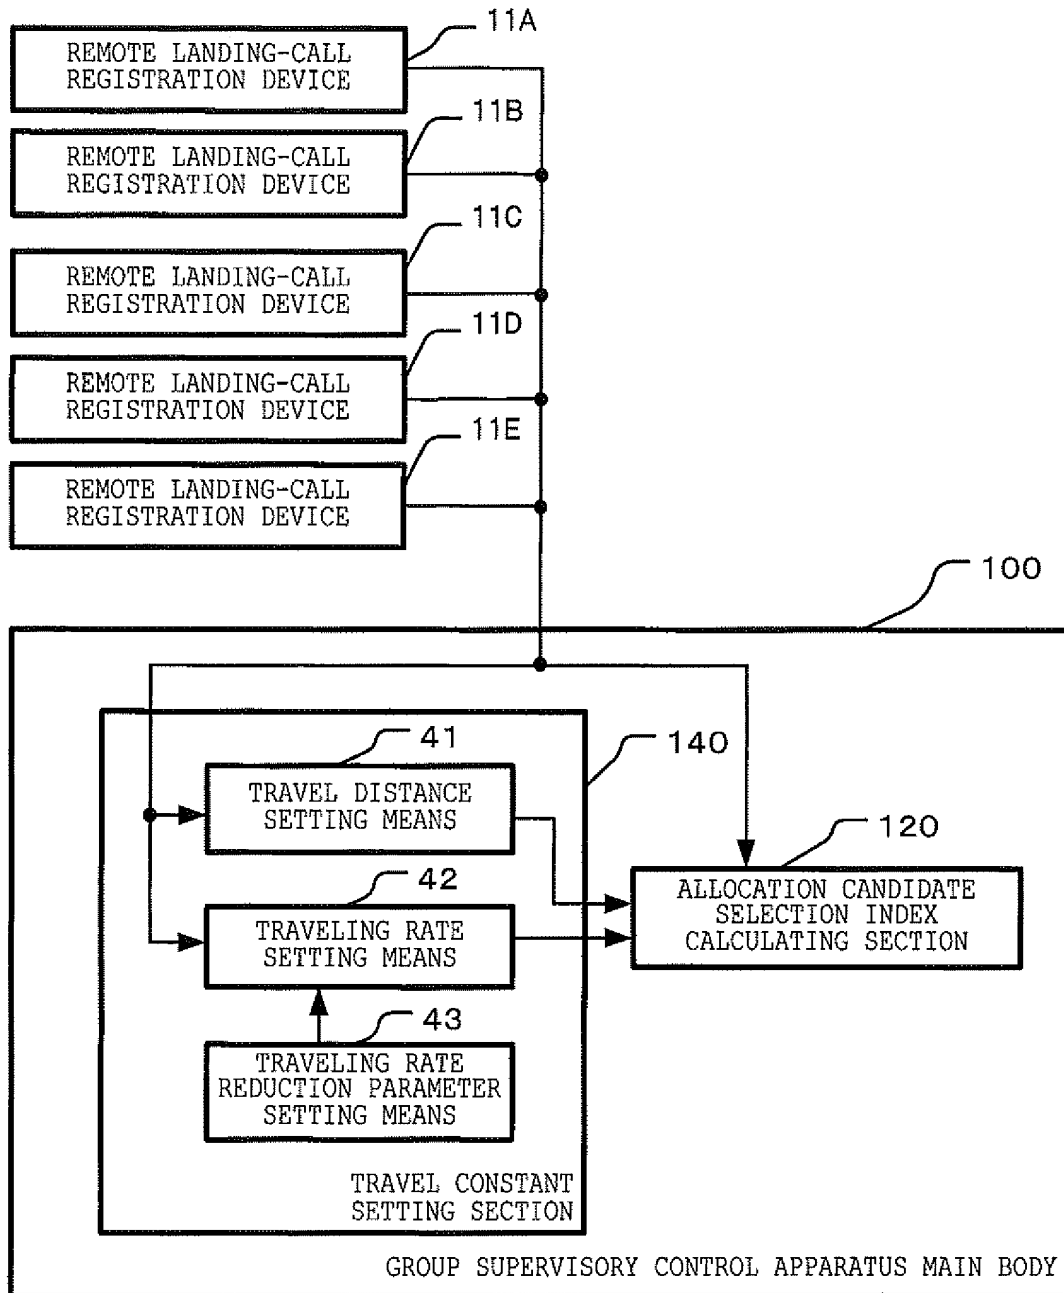 11A
REMOTE LANDING-CALL
REGISTRATION DEVICE
11B
REMOTE LANDING-CALL
REGISTRATION DEVICE
11C
REMOTE LANDING-CALL
REGISTRATION DEVICE
11D
REMOTE LANDING-CALL
REGISTRATION DEVICE
11E
REMOTE LANDING-CALL
REGISTRATION DEVICE
100
41
140
TRAVEL DISTANCE
SETTING MEANS
120
42
TRAVELING RATE
SETTING MEANS
ALLOCATION CANDIDATE
SELECTION INDEX
CALCULATING SECTION
43
TRAVELING RATE
REDUCTION PARAMETER
SETTING MEANS
TRAVEL CONSTANT
SETTING SECTION
GROUP SUPERVISORY CONTROL APPARATUS MAIN BODY